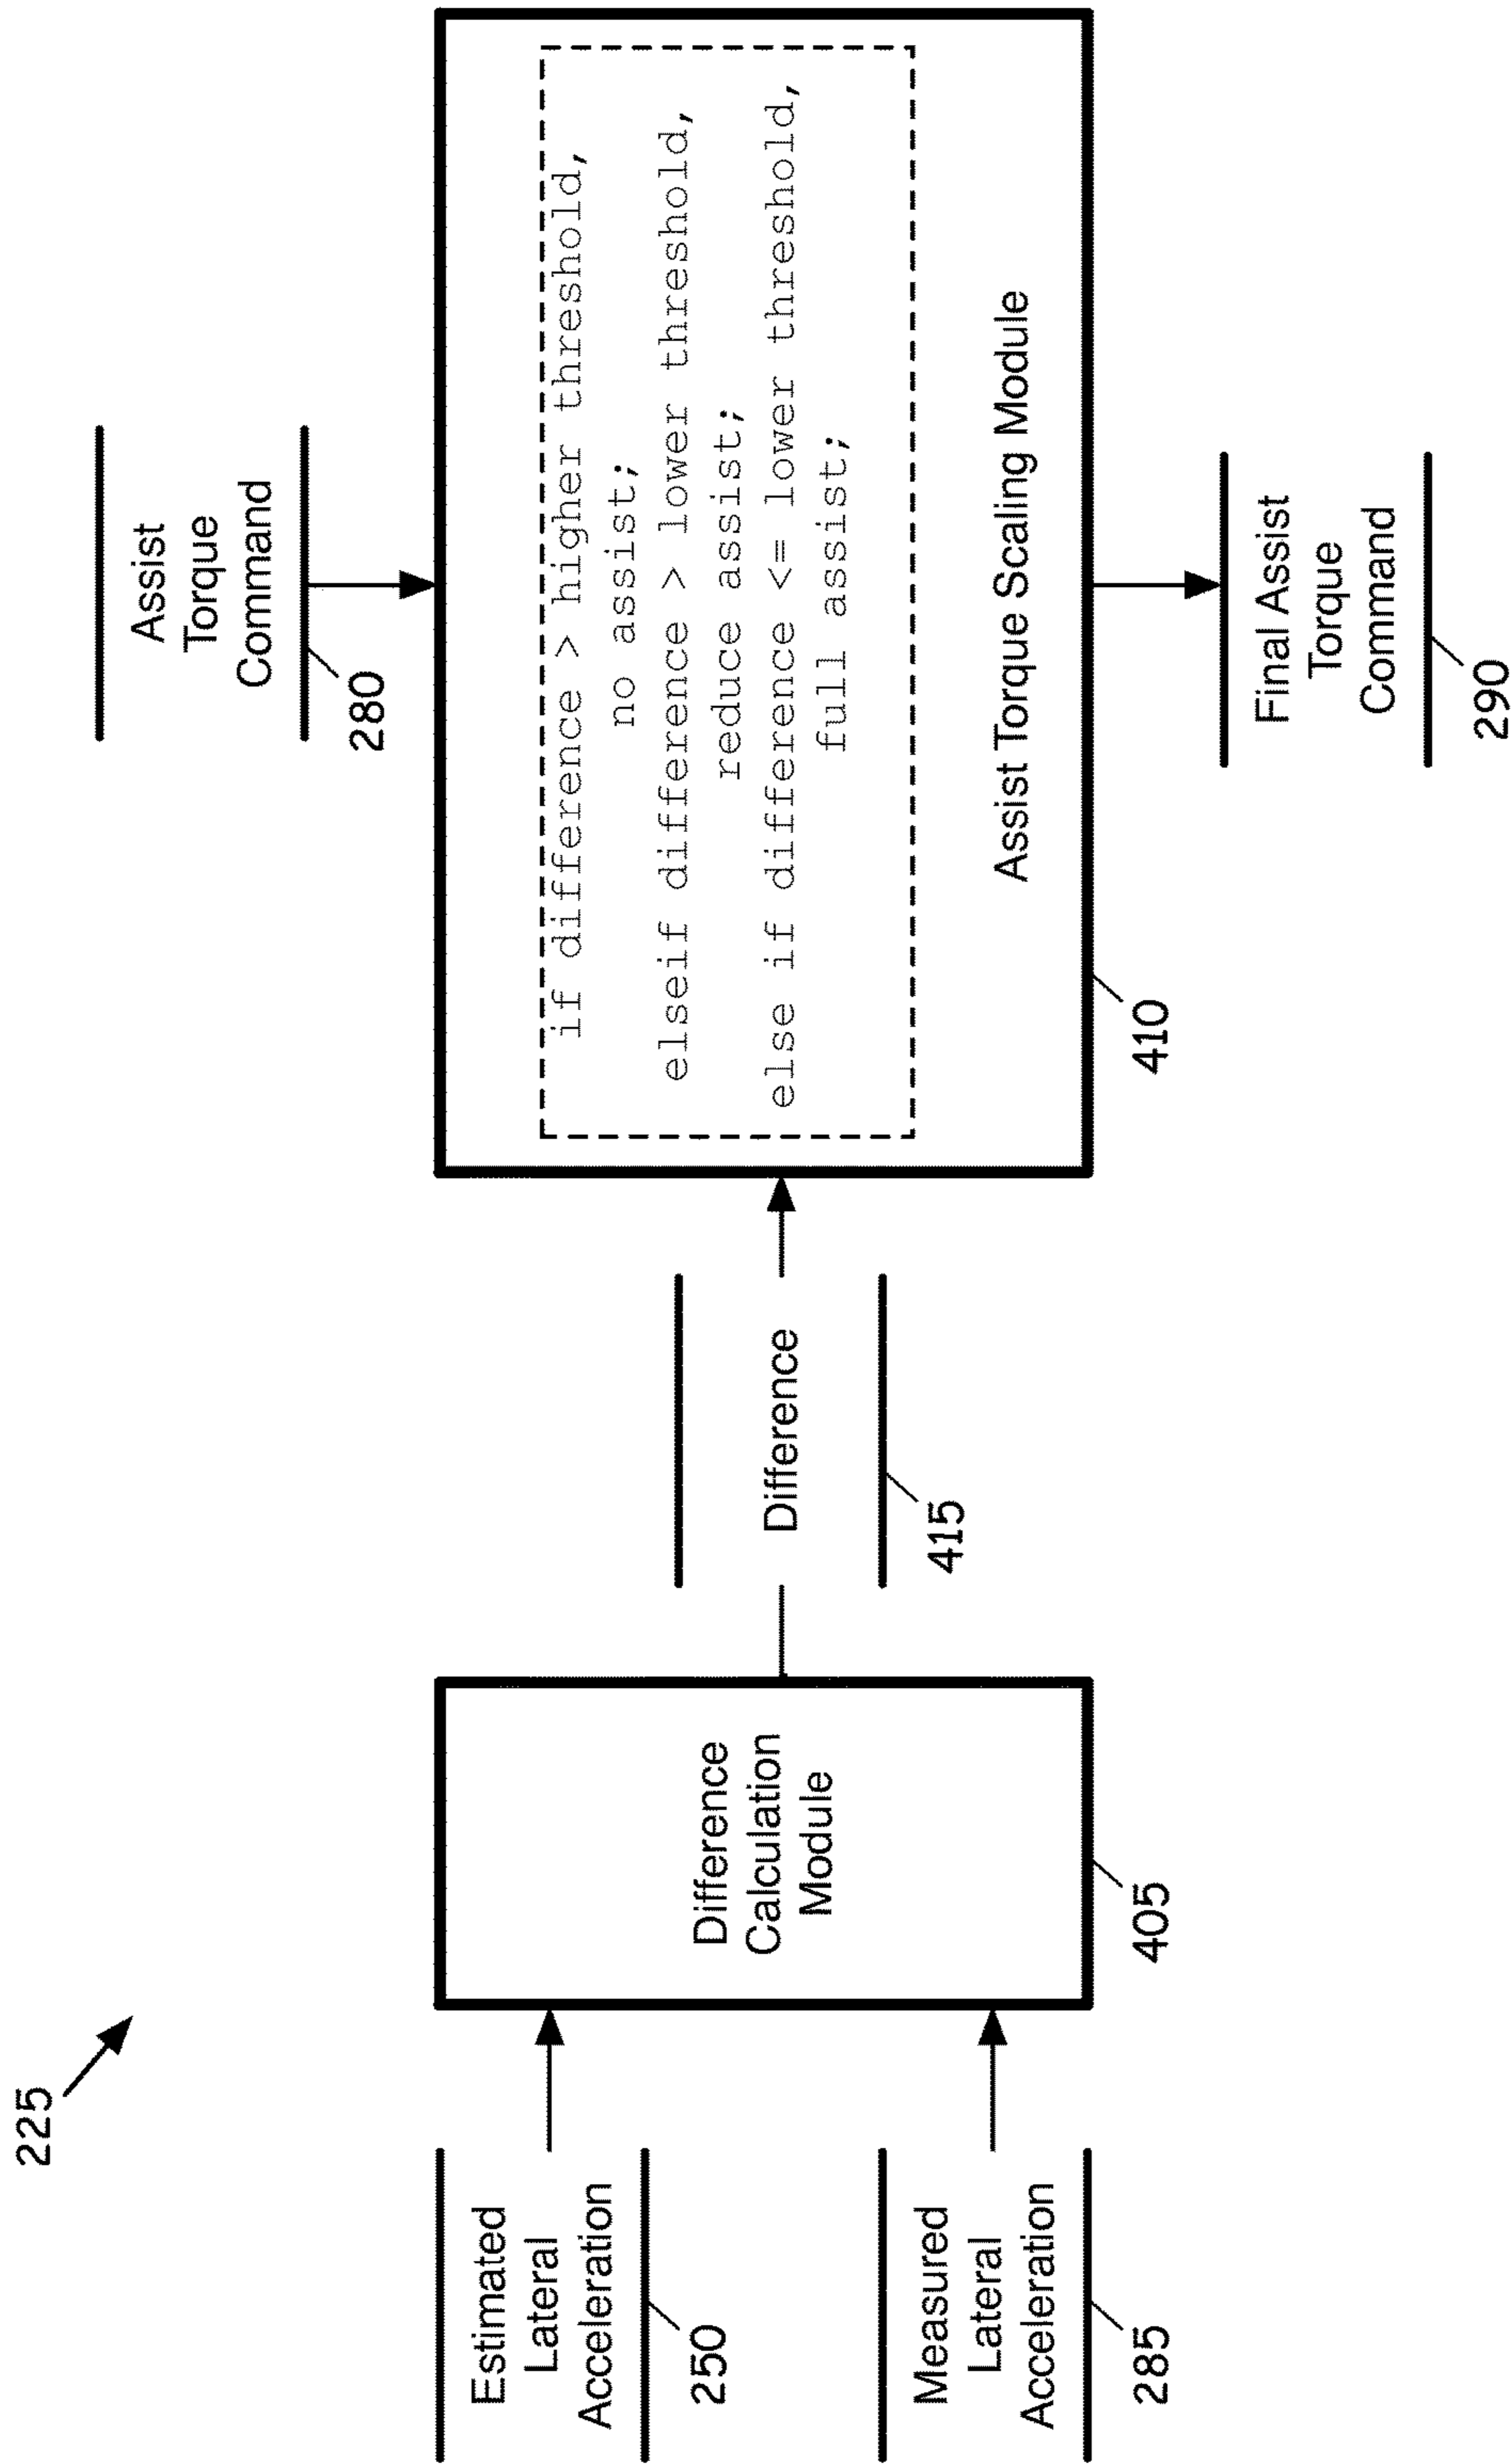 225
Estimated
Lateral
Acceleration
250
Measured
Lateral
Acceleration
285
Difference
Calculation
Module
405
Difference
415
Assist
Torque
Command
280
if difference > higher threshold,
no assist;
elseif difference > lower threshold,
reduce assist;
else if difference <= lower threshold,
full assist;
Assist Torque Scaling Module
410
Final Assist
Torque
Command
290